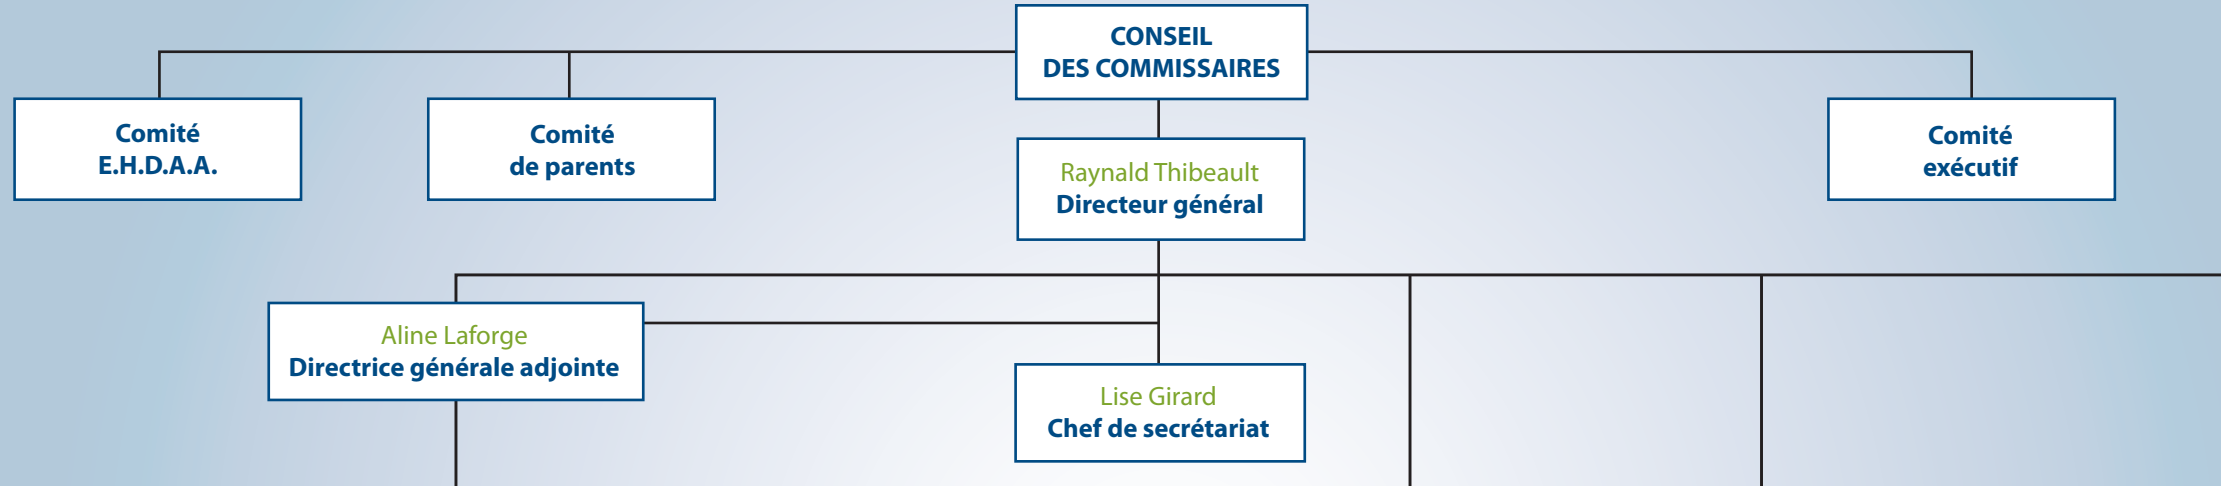 CONSEIL
DES COMMISSAIRES
Comité
E.H.D.A.A.
Comité
de parents
Comité
exécutif
Raynald Thibeault
Directeur général
Aline Laforge
Directrice générale adjointe
Lise Girard
Chef de secrétariat